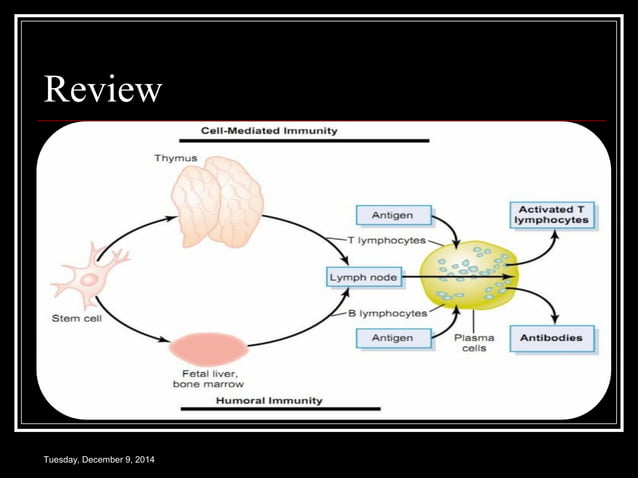 Review
Cell-Mediated Immunity
Thymus
Antigen
Activated T
lymphocytes
T lymphocytes
Lymph node
Stem cell
B lymphocytes
Antigen
Plasma
cells
Antibodies
Fetal liver,
bone marrow
Humoral Immunity
Tuesday, December 9, 2014